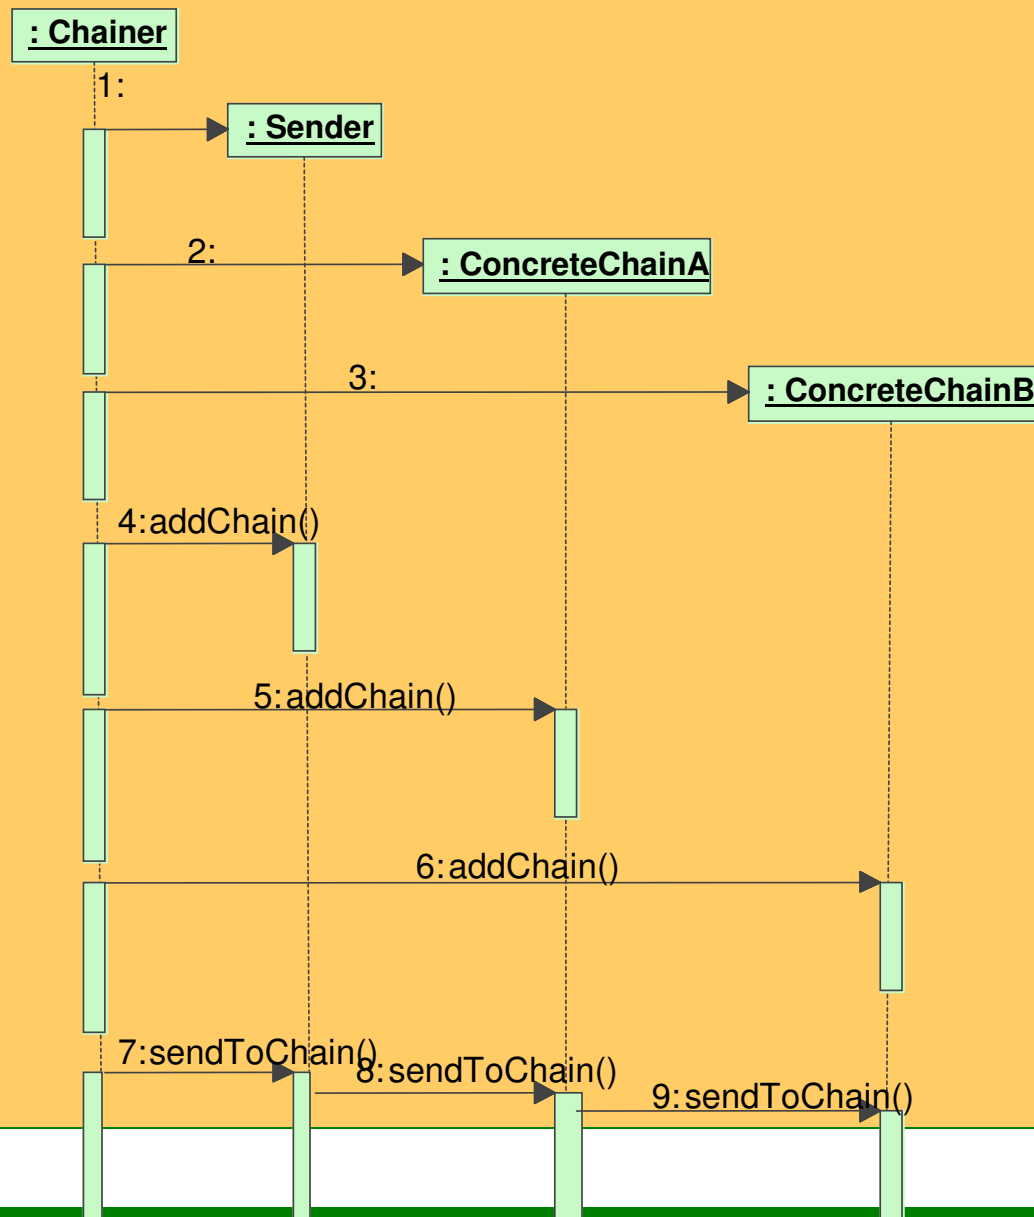 : Chainer
1:
: Sender
2:
: ConcreteChainA
3:
: ConcreteChainB
4:addChain()
5:addChain()
6:addChain()
7:sendToChain()
8:sendToChain()
9:sendToChain()